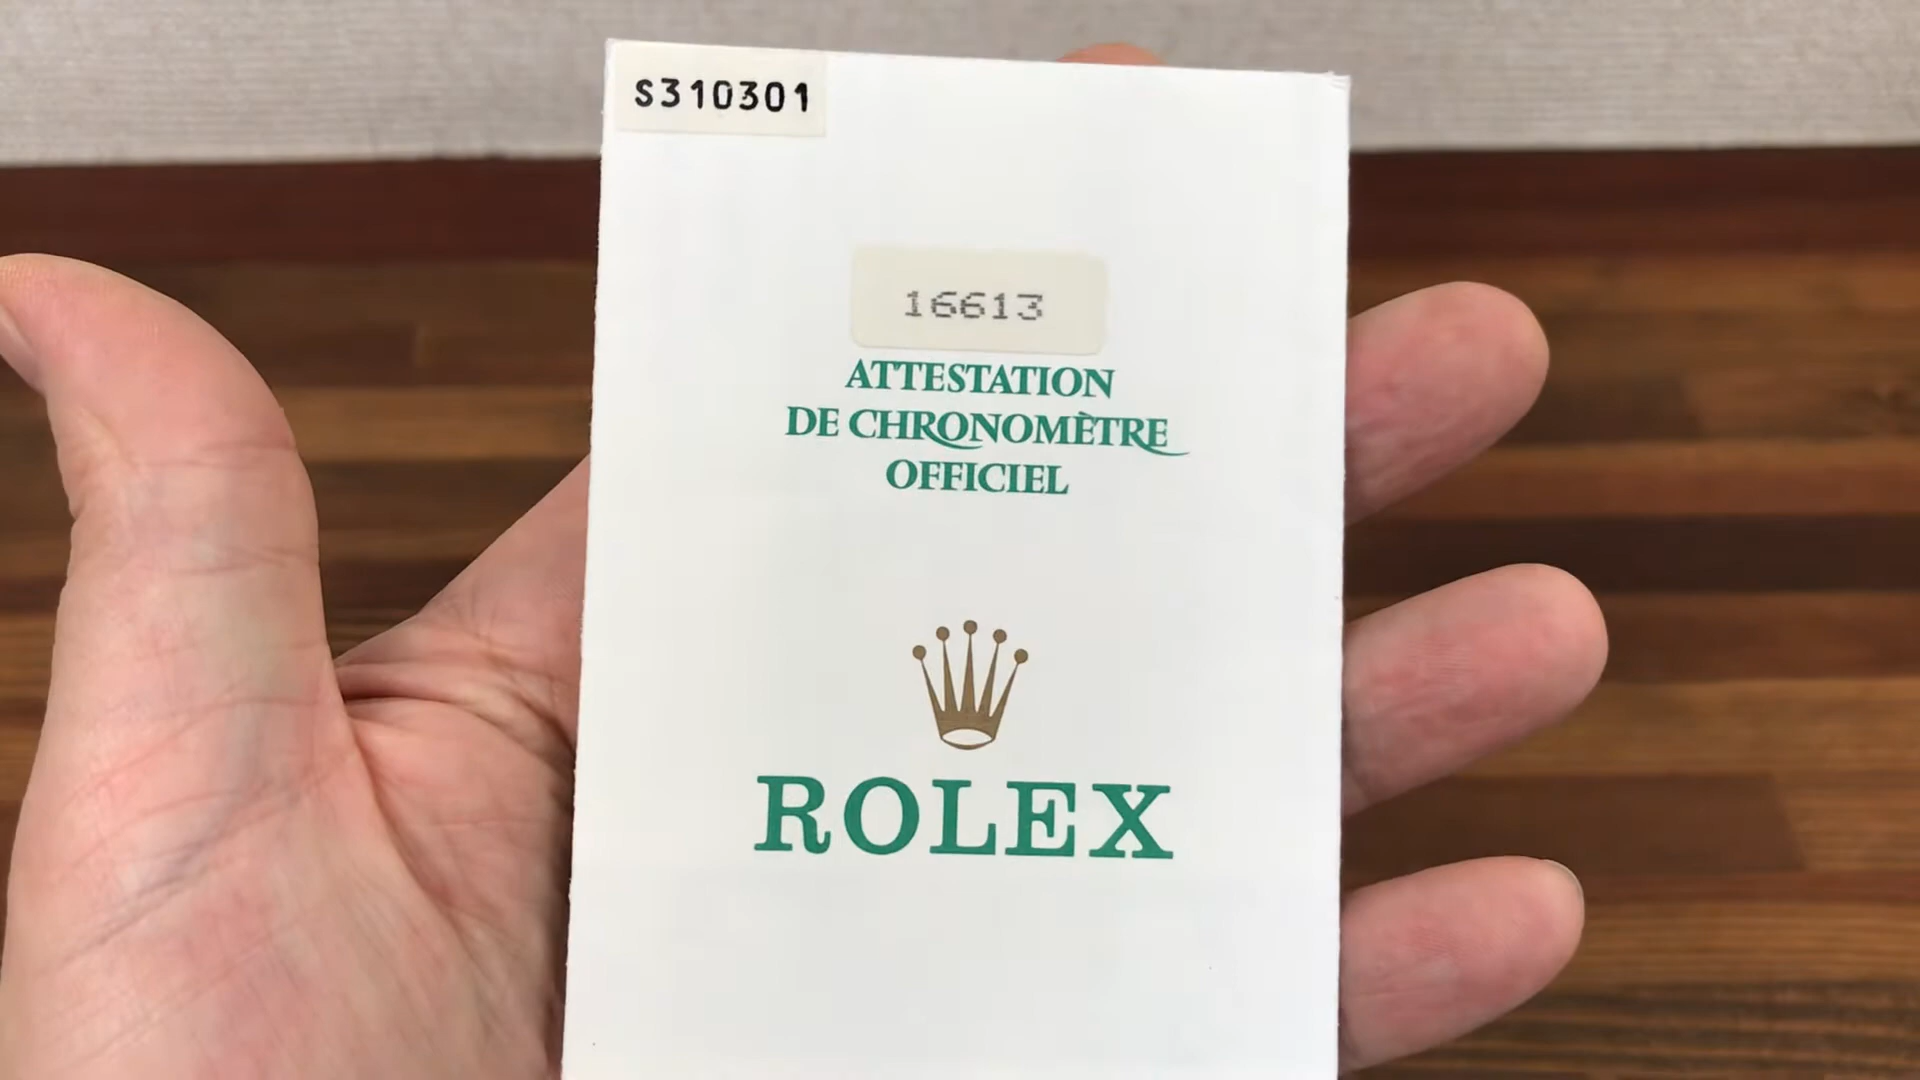 S310301
16613
ATTESTATION
DE CHRONOMÈTRE
OFFICIEL
ROLEX